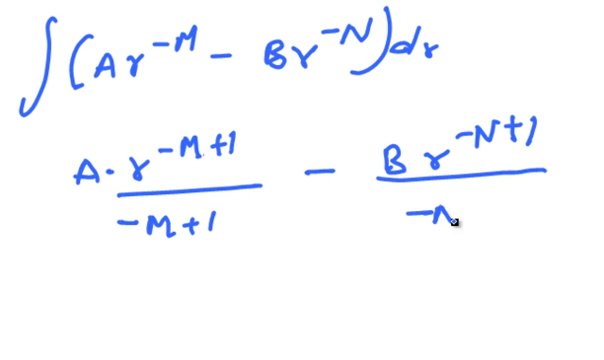 ∫(Ar^{-M} - Br^{-N})dr
A·r^{-M+1}/(-M+1) - Br^{-N+1}/(-N